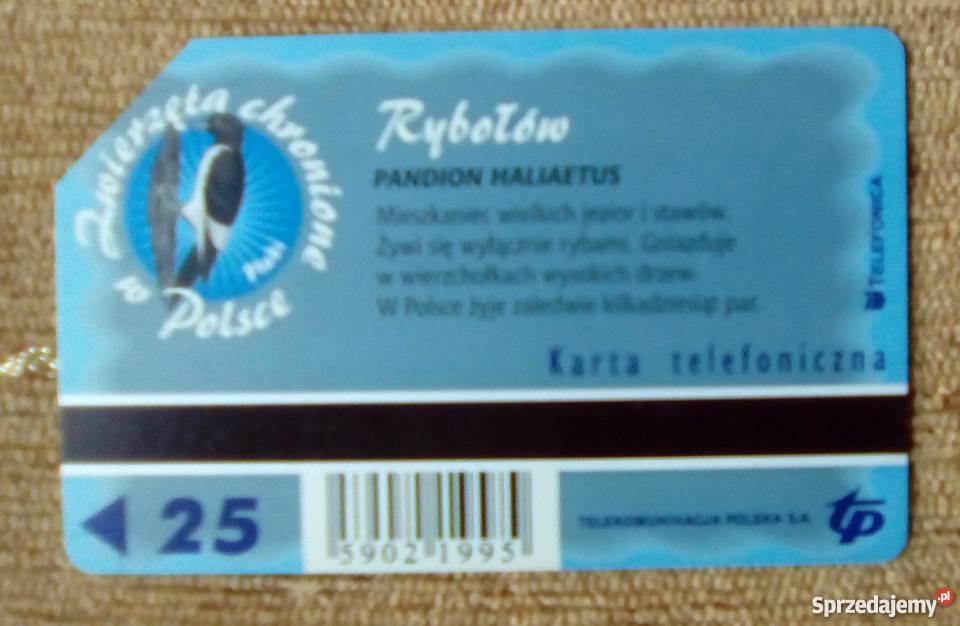 Zwierzęta chronione
w Polsce
Ptaki
Rybołów
PANDION HALIAETUS
Mieszkaniec wielkich jezior i stawów.
Żywi się wyłącznie rybami. Gniazduje
w wierzchołkach wysokich drzew.
W Polsce żyje zaledwie kilkadziesiąt par.
TELEFONICA
Karta telefoniczna
25
5902 1995
TELEKOMUNIKACJA POLSKA S.A.
tp
Sprzedajemy.pl